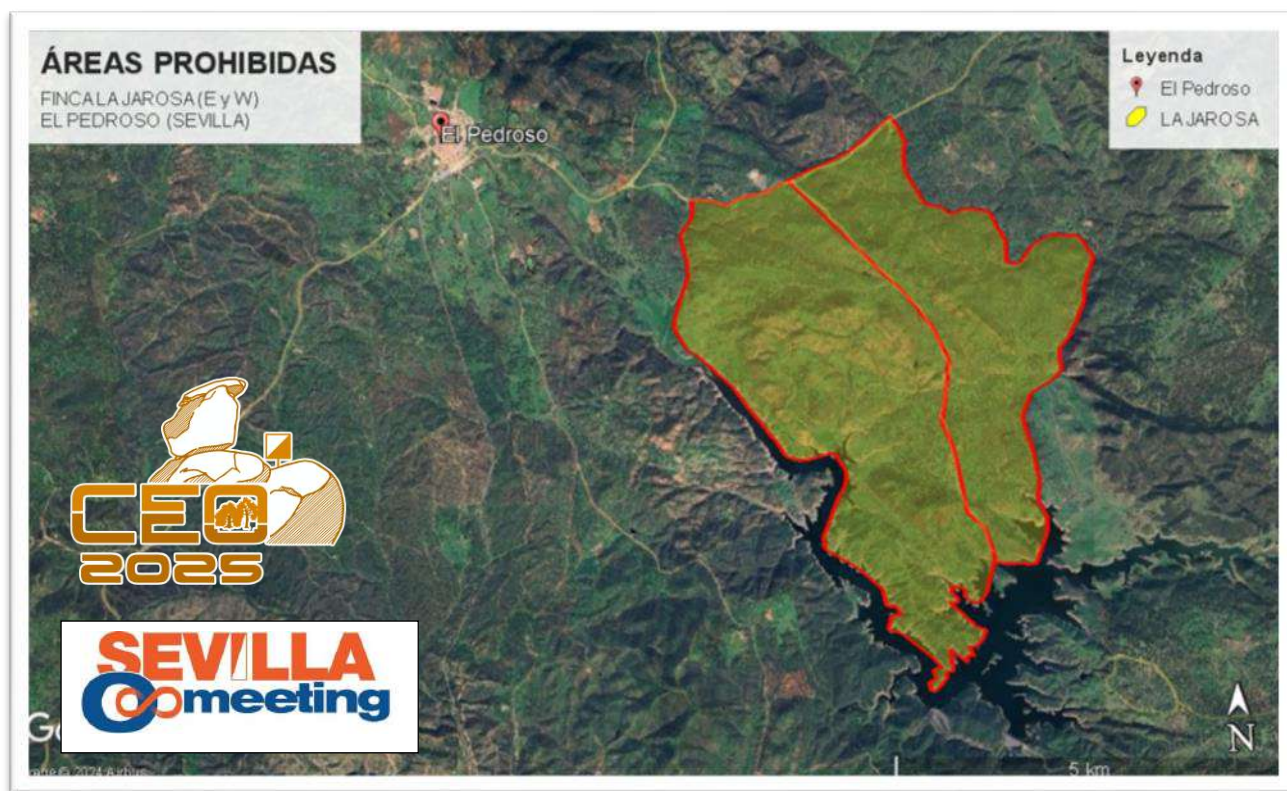 ÁREAS PROHIBIDAS
FINCA LA JAROSA (E y W)
EL PEDROSO (SEVILLA)
Leyenda
El Pedroso
LA JAROSA
El Pedroso
CEO
2025
SEVILLA
meeting
5 km
N